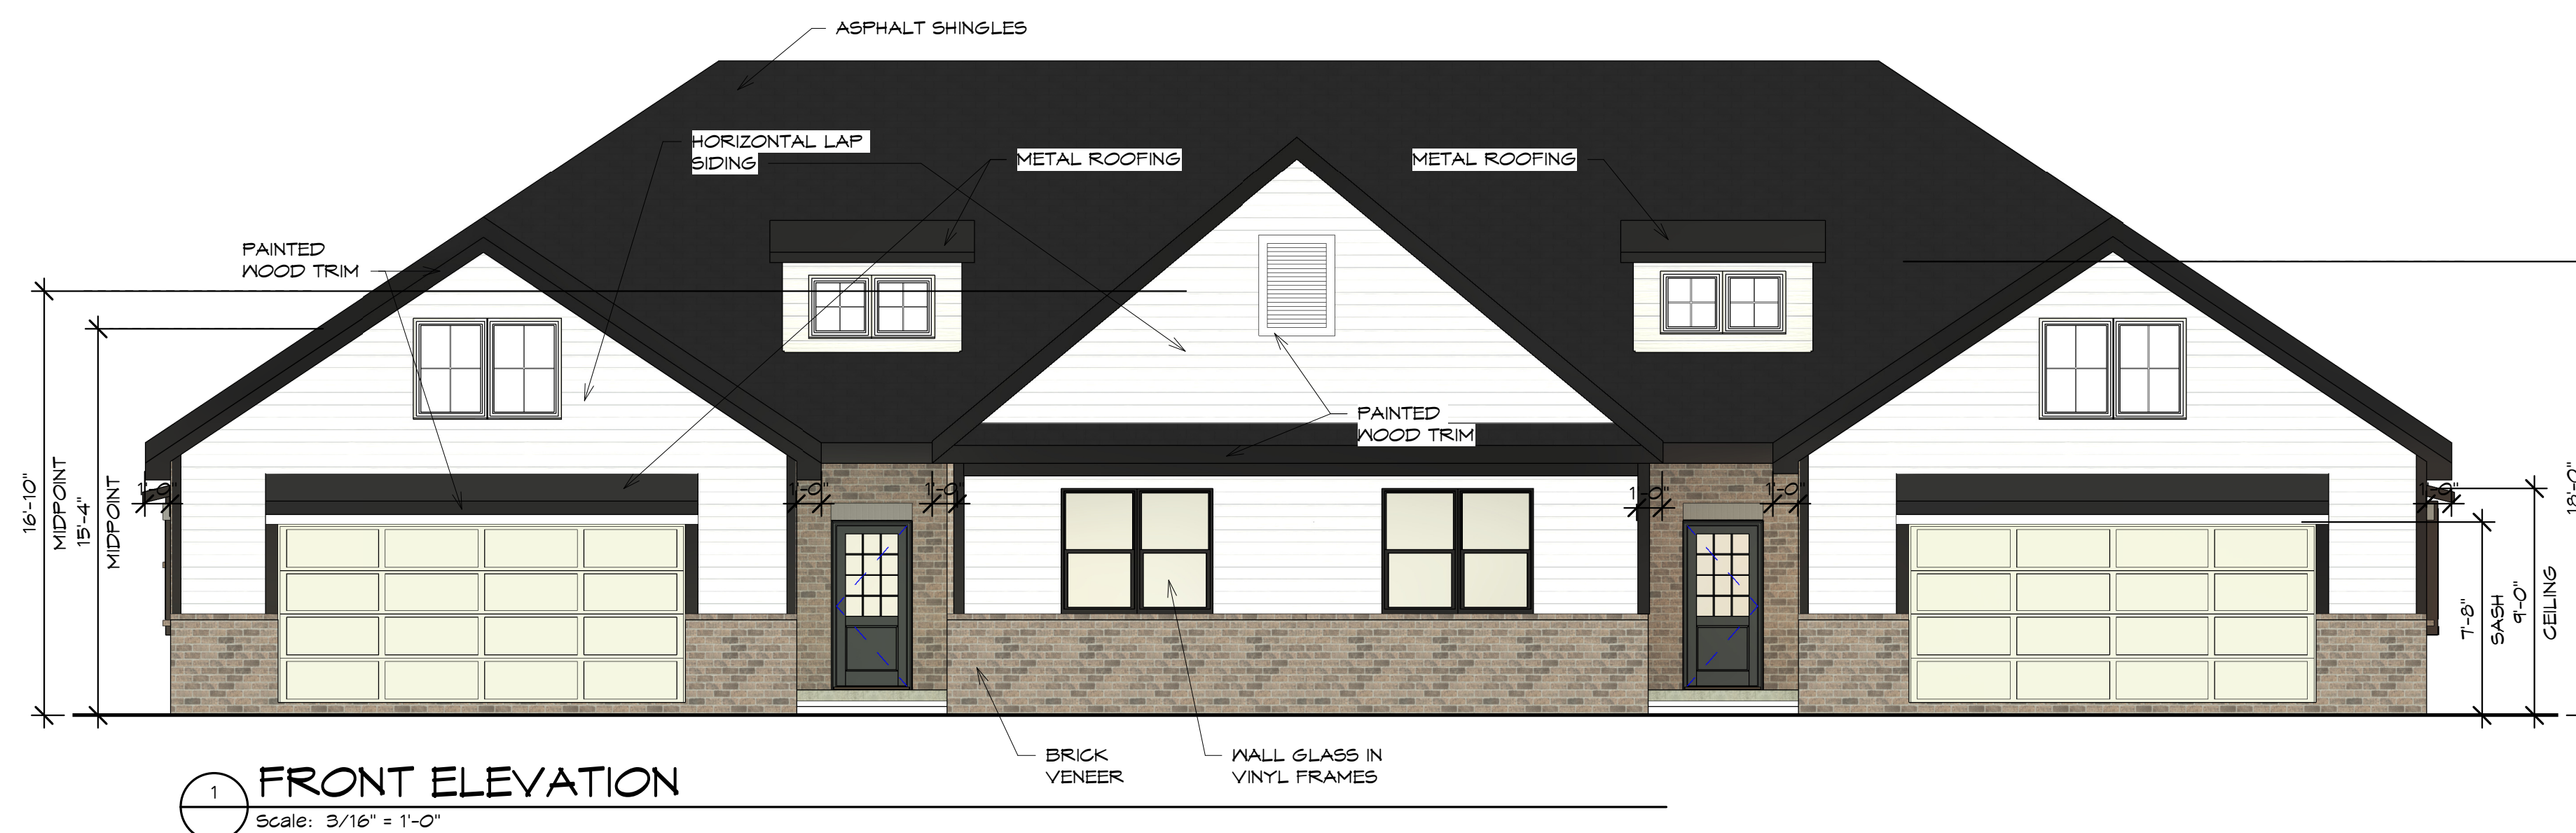 ASPHALT SHINGLES
HORIZONTAL LAP
SIDING
METAL ROOFING
METAL ROOFING
PAINTED
WOOD TRIM
PAINTED
WOOD TRIM
16'-10"
MIDPOINT
15'-4"
MIDPOINT
1'-0"
1'-0"
1'-0"
1'-0"
1'-0"
1'-0"
7'-8"
SASH
9'-0"
CEILING
BRICK
VENEER
WALL GLASS IN
VINYL FRAMES
1
FRONT ELEVATION
Scale: 3/16" = 1'-0"